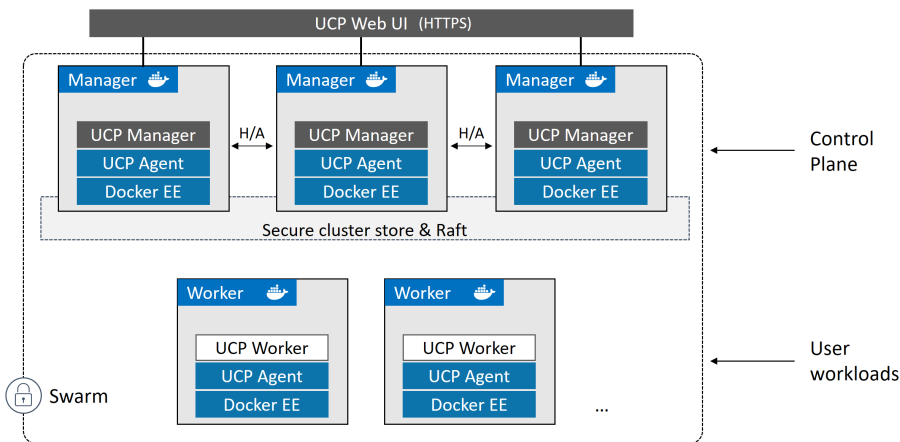 UCP Web UI (HTTPS)
Manager
Manager
Manager
UCP Manager
H/A
UCP Manager
H/A
UCP Manager
UCP Agent
UCP Agent
UCP Agent
Docker EE
Docker EE
Docker EE
Control
Plane
Secure cluster store & Raft
Worker
Worker
UCP Worker
UCP Worker
UCP Agent
UCP Agent
Docker EE
Docker EE
...
User
workloads
Swarm